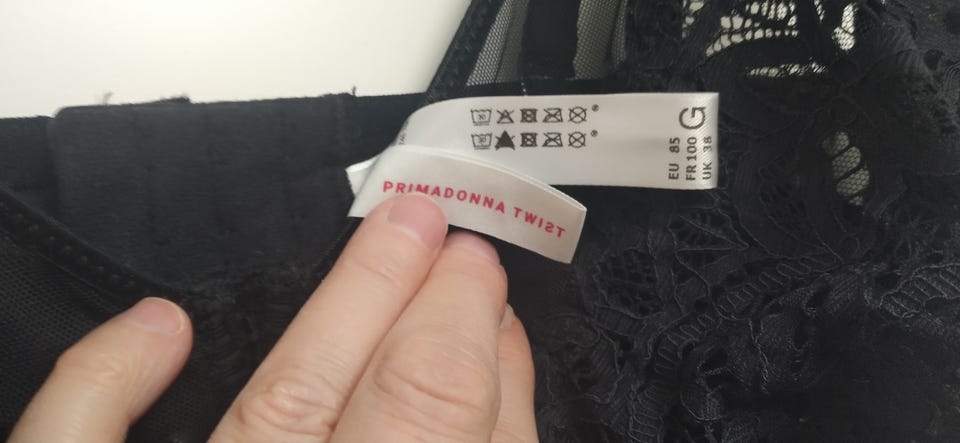 PRIMADONNA TWIST
G
EU 85
FR 100
UK 38